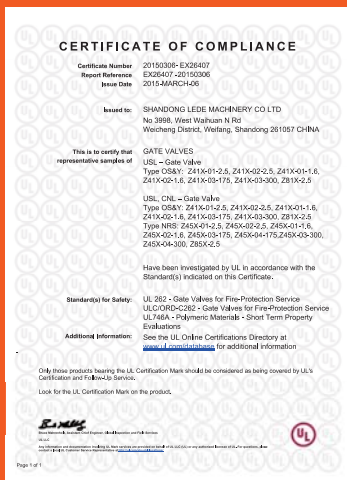 CERTIFICATE OF COMPLIANCE
Certificate Number 20150306- EX26407
Report Reference EX26407 -20150306
Issue Date 2015-MARCH-06
Issued to: SHANDONG LEDE MACHINERY CO LTD
No 3998, West Waihuan N Rd
Weicheng District, Weifang, Shandong 261057 CHINA
This is to certify that GATE VALVES
representative samples of USL – Gate Valve
Type OS&Y: Z41X-01-2.5, Z41X-02-2.5, Z41X-01-1.6,
Z41X-02-1.6, Z41X-03-175, Z41X-03-300, Z81X-2.5
USL, CNL – Gate Valve
Type OS&Y: Z41X-01-2.5, Z41X-02-2.5, Z41X-01-1.6,
Z41X-02-1.6, Z41X-03-175, Z41X-03-300, Z81X-2.5
Type NRS: Z45X-01-2.5, Z45X-02-2.5, Z45X-01-1.6,
Z45X-02-1.6, Z45X-03-175, Z45X-04-175,Z45X-03-300,
Z45X-04-300, Z85X-2.5
Have been investigated by UL in accordance with the
Standard(s) indicated on this Certificate.
Standard(s) for Safety: UL 262 - Gate Valves for Fire-Protection Service
ULC/ORD-C262 - Gate Valves for Fire-Protection Service
UL746A - Polymeric Materials - Short Term Property
Evaluations
Additional Information: See the UL Online Certifications Directory at
www.ul.com/database for additional information
Only those products bearing the UL Certification Mark should be considered as being covered by UL's
Certification and Follow-Up Service.
Look for the UL Certification Mark on the product.
UL LLC
UL
Page 1 of 1